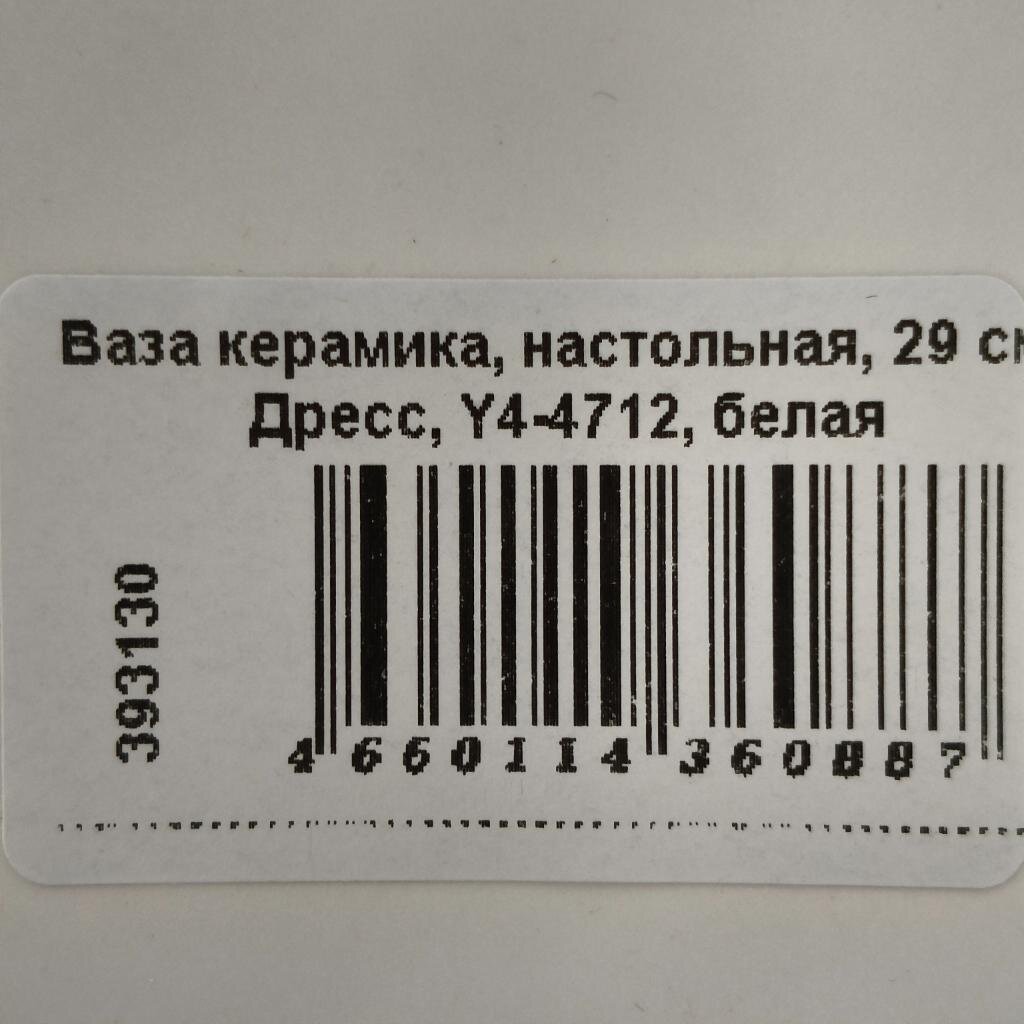 Ваза керамика, настольная, 29 см
Дресс, Y4-4712, белая
393130
4 660114 360887